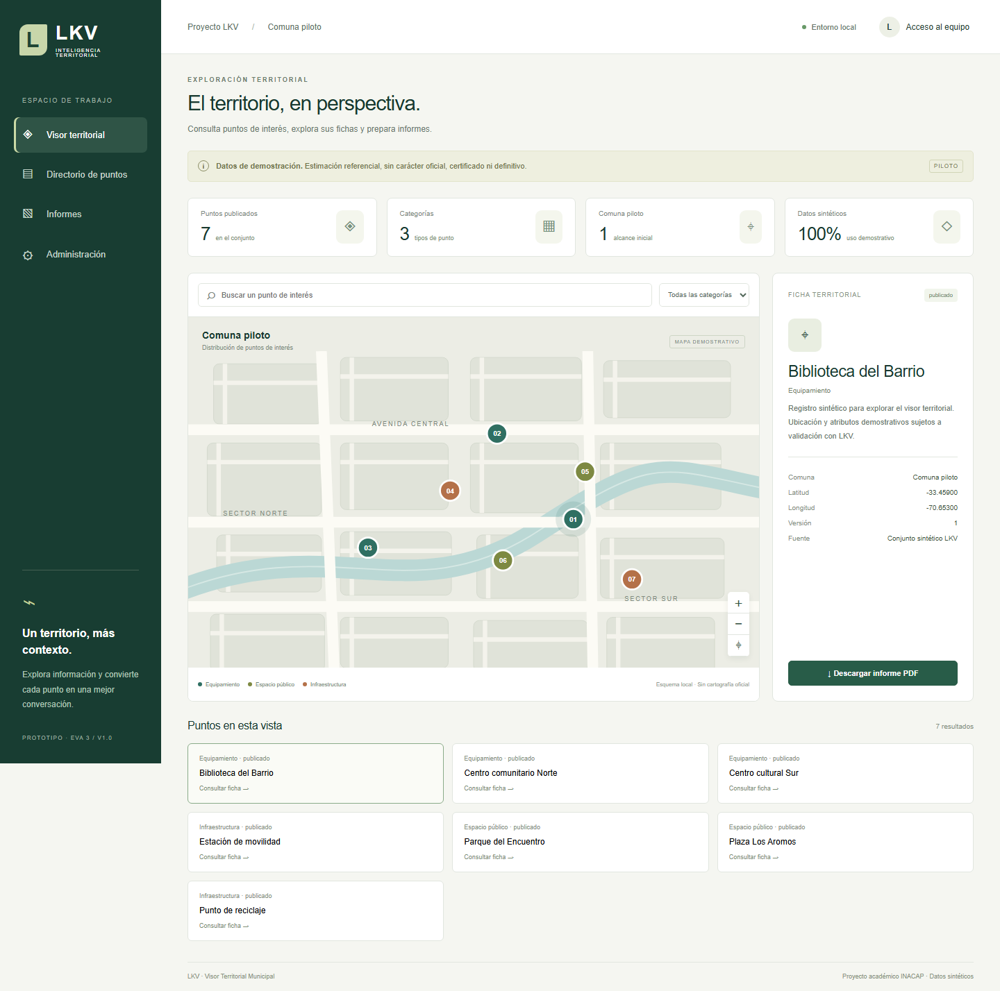 L
LKV
INTELIGENCIA
TERRITORIAL
ESPACIO DE TRABAJO
Visor territorial
Directorio de puntos
Informes
Administración
Un territorio, más
contexto.
Explora información y convierte
cada punto en una mejor
conversación.
PROTOTIPO · EVA 3 / V1.0
Proyecto LKV / Comuna piloto
Entorno local
L
Acceso al equipo
EXPLORACIÓN TERRITORIAL
El territorio, en perspectiva.
Consulta puntos de interés, explora sus fichas y prepara informes.
Datos de demostración. Estimación referencial, sin carácter oficial, certificado ni definitivo.
PILOTO
Puntos publicados
7 en el conjunto
Categorías
3 tipos de punto
Comuna piloto
1 alcance inicial
Datos sintéticos
100% uso demostrativo
Buscar un punto de interés
Todas las categorías
Comuna piloto
Distribución de puntos de interés
MAPA DEMOSTRATIVO
AVENIDA CENTRAL
02
05
04
SECTOR NORTE
01
03
06
07
SECTOR SUR
+
−
Equipamiento
Espacio público
Infraestructura
Esquema local · Sin cartografía oficial
FICHA TERRITORIAL
publicado
Biblioteca del Barrio
Equipamiento
Registro sintético para explorar el visor territorial.
Ubicación y atributos demostrativos sujetos a
validación con LKV.
Comuna Comuna piloto
Latitud -33.45900
Longitud -70.65300
Versión 1
Fuente Conjunto sintético LKV
↓ Descargar informe PDF
Puntos en esta vista
7 resultados
Equipamiento · publicado
Biblioteca del Barrio
Consultar ficha →
Equipamiento · publicado
Centro comunitario Norte
Consultar ficha →
Equipamiento · publicado
Centro cultural Sur
Consultar ficha →
Infraestructura · publicado
Estación de movilidad
Consultar ficha →
Espacio público · publicado
Parque del Encuentro
Consultar ficha →
Espacio público · publicado
Plaza Los Aromos
Consultar ficha →
Infraestructura · publicado
Punto de reciclaje
Consultar ficha →
LKV · Visor Territorial Municipal
Proyecto académico INACAP · Datos sintéticos